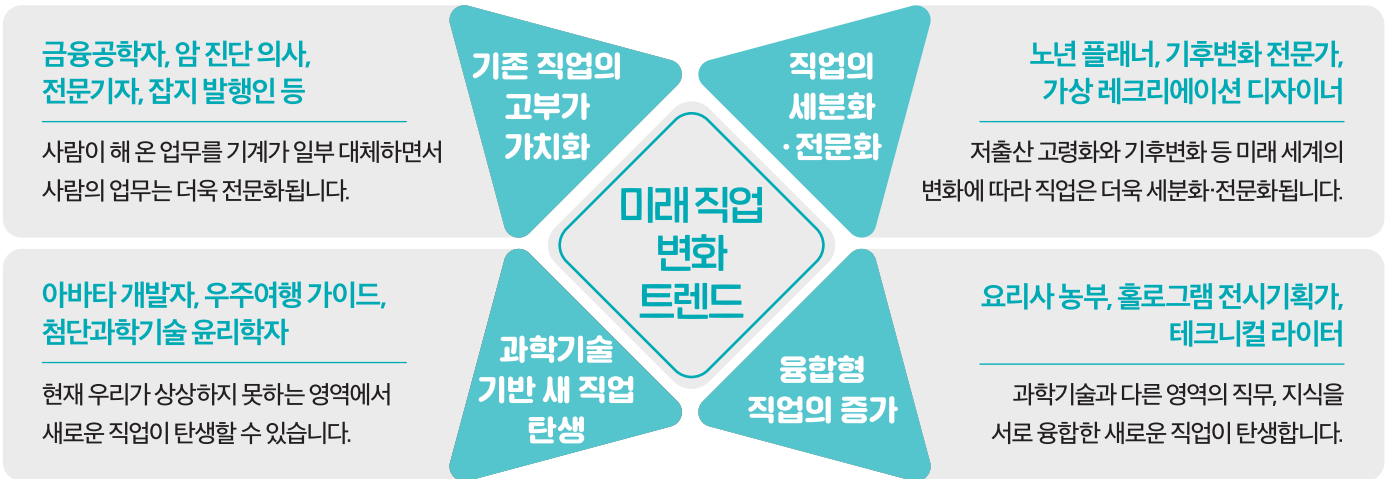 금융공학자, 암 진단 의사,
전문기자, 잡지 발행인 등
사람이 해 온 업무를 기계가 일부 대체하면서
사람의 업무는 더욱 전문화됩니다.
기존 직업의
고부가
가치화
직업의
세분화
·전문화
노년 플래너, 기후변화 전문가,
가상 레크리에이션 디자이너
저출산 고령화와 기후변화 등 미래 세계의
변화에 따라 직업은 더욱 세분화·전문화됩니다.
미래 직업
변화
트렌드
아바타 개발자, 우주여행 가이드,
첨단과학기술 윤리학자
현재 우리가 상상하지 못하는 영역에서
새로운 직업이 탄생할 수 있습니다.
과학기술
기반 새 직업
탄생
융합형
직업의 증가
요리사 농부, 홀로그램 전시기획가,
테크니컬 라이터
과학기술과 다른 영역의 직무, 지식을
서로 융합한 새로운 직업이 탄생합니다.